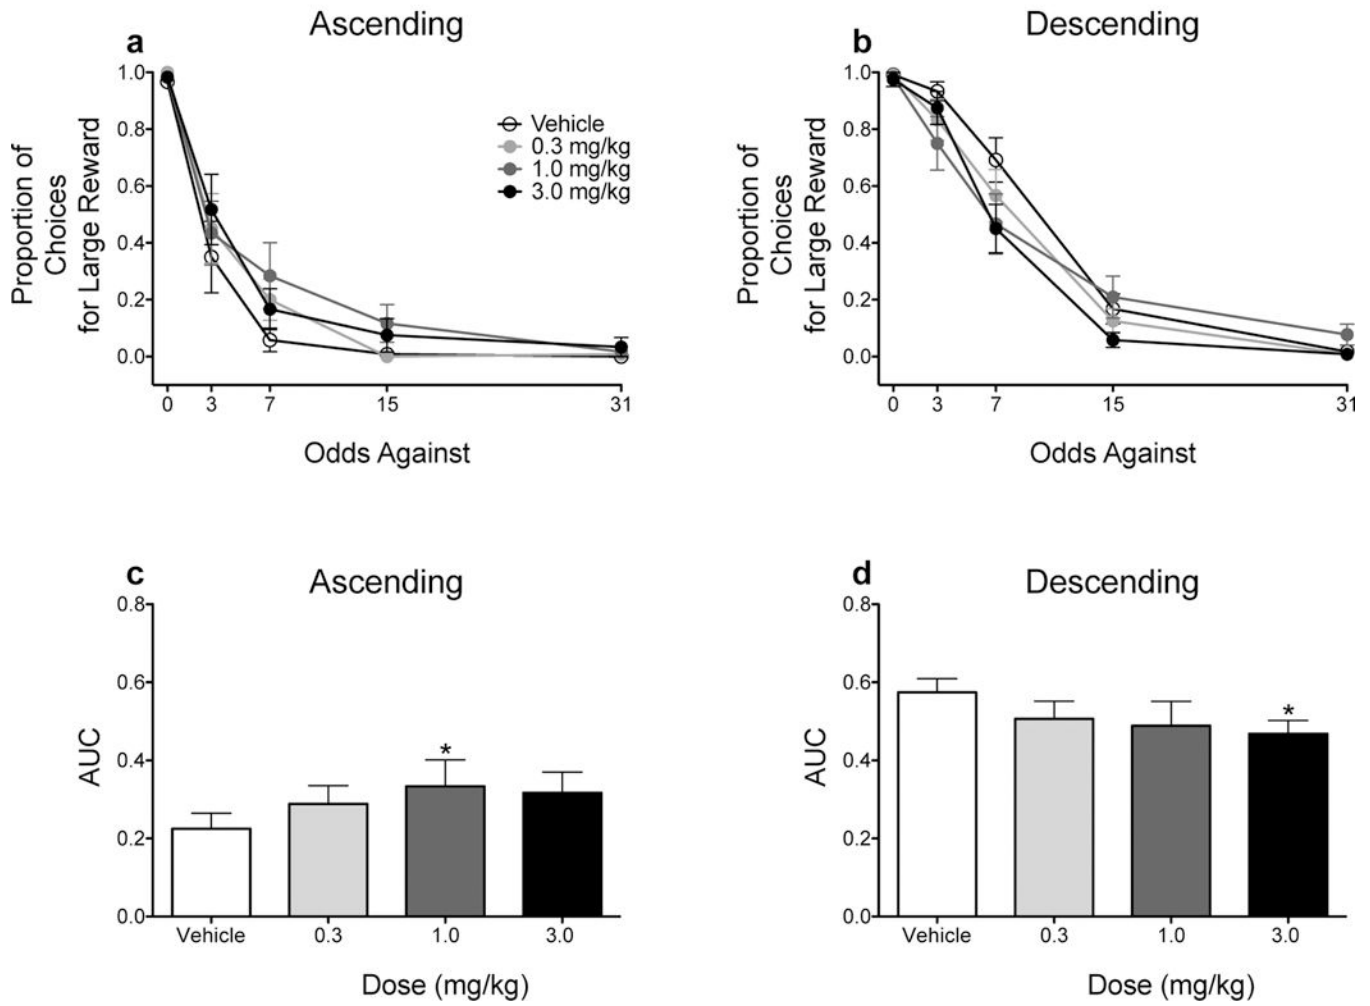 a
Ascending
Proportion of
Choices
for Large Reward
1.0
0.8
0.6
0.4
0.2
0.0
Vehicle
0.3 mg/kg
1.0 mg/kg
3.0 mg/kg
0 3 7 15 31
Odds Against
b
Descending
Proportion of
Choices
for Large Reward
1.0
0.8
0.6
0.4
0.2
0.0
0 3 7 15 31
Odds Against
c
Ascending
AUC
0.8
0.6
0.4
0.2
0.0
*
Vehicle 0.3 1.0 3.0
Dose (mg/kg)
d
Descending
AUC
0.8
0.6
0.4
0.2
0.0
*
Vehicle 0.3 1.0 3.0
Dose (mg/kg)